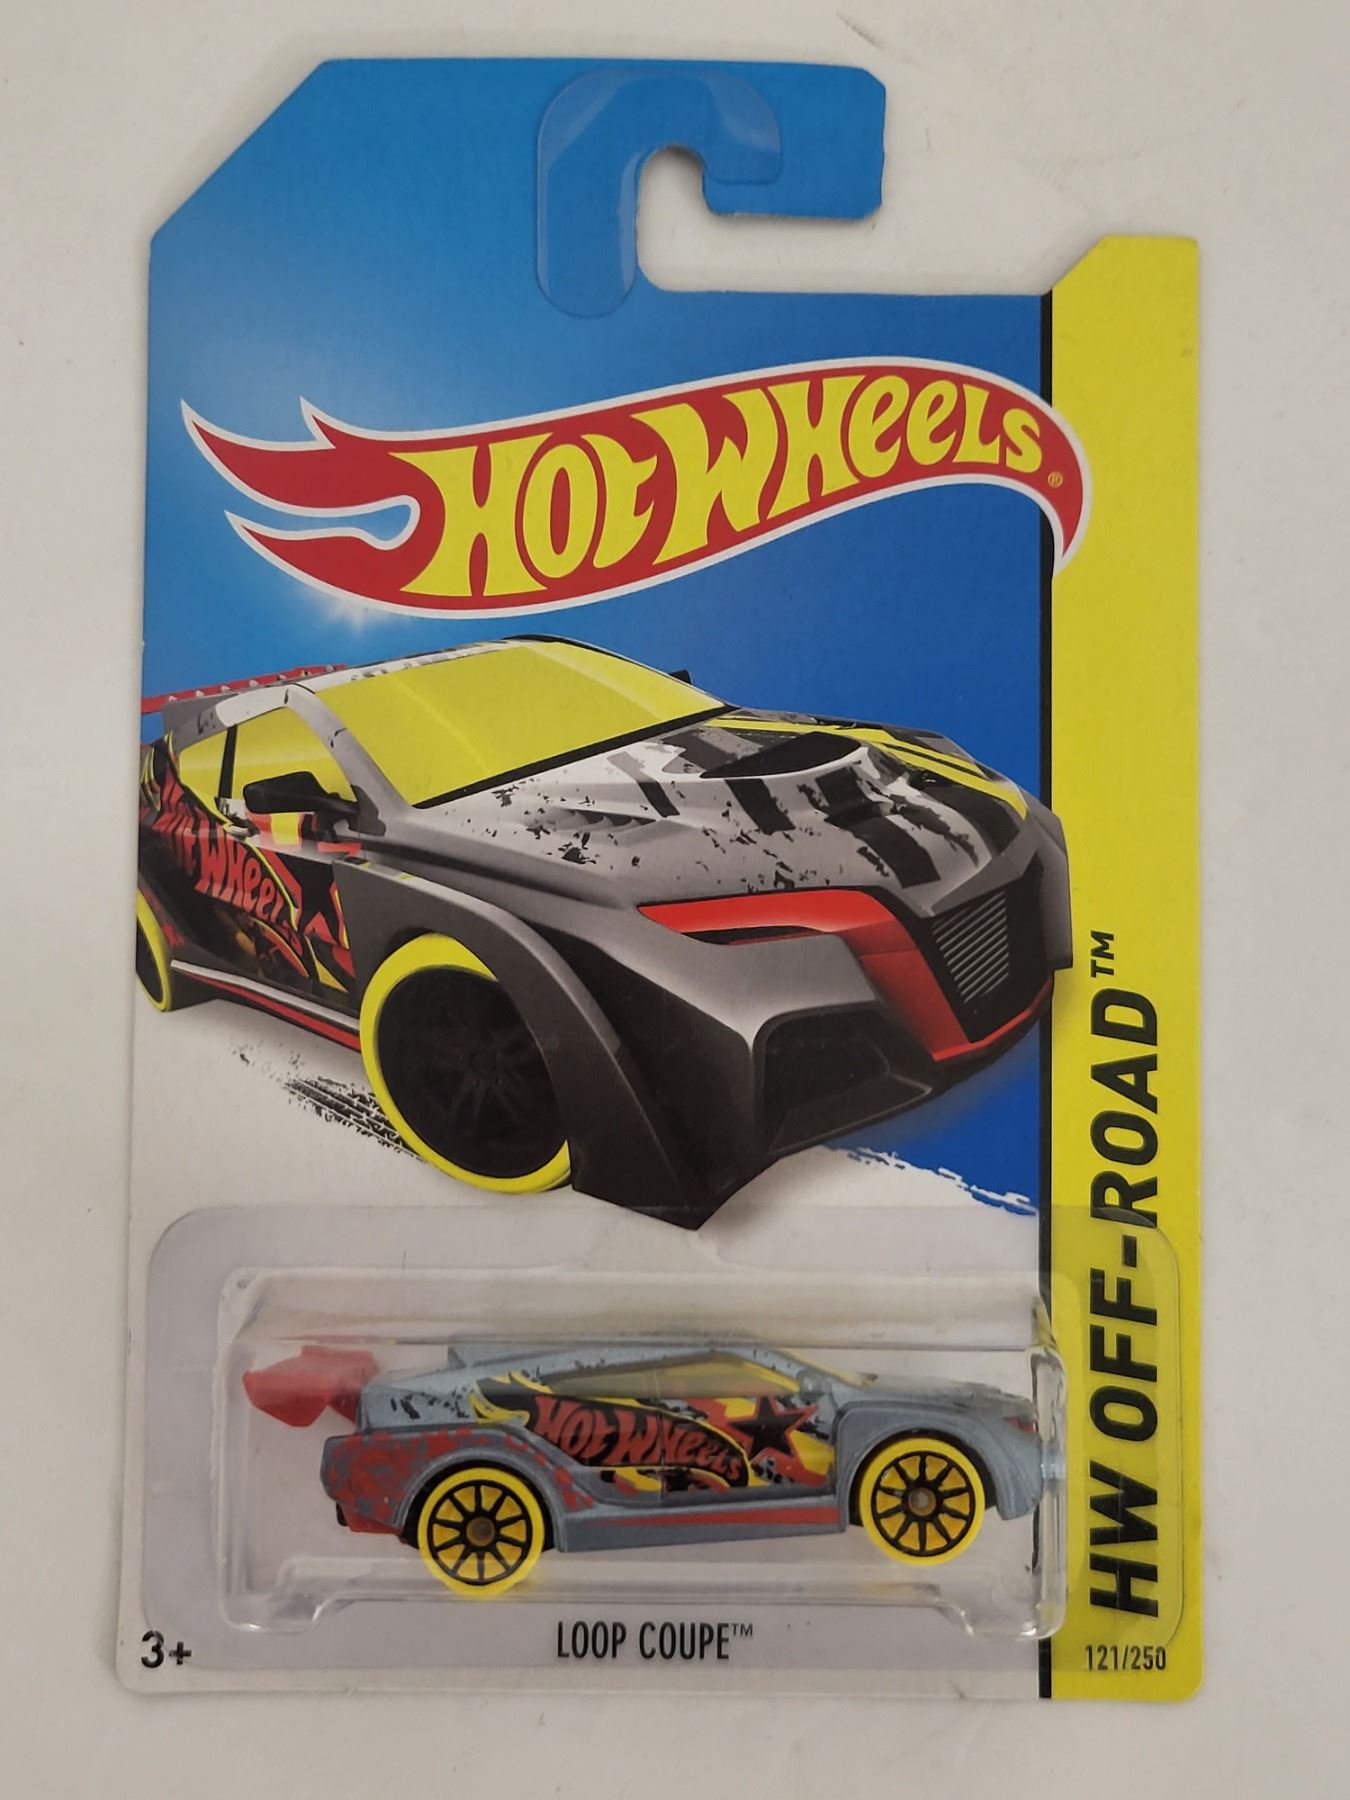 HOT WHEELS®
HOT WHEELS
HW OFF-ROAD™
HOT WHEELS
3+
LOOP COUPE™
121/250